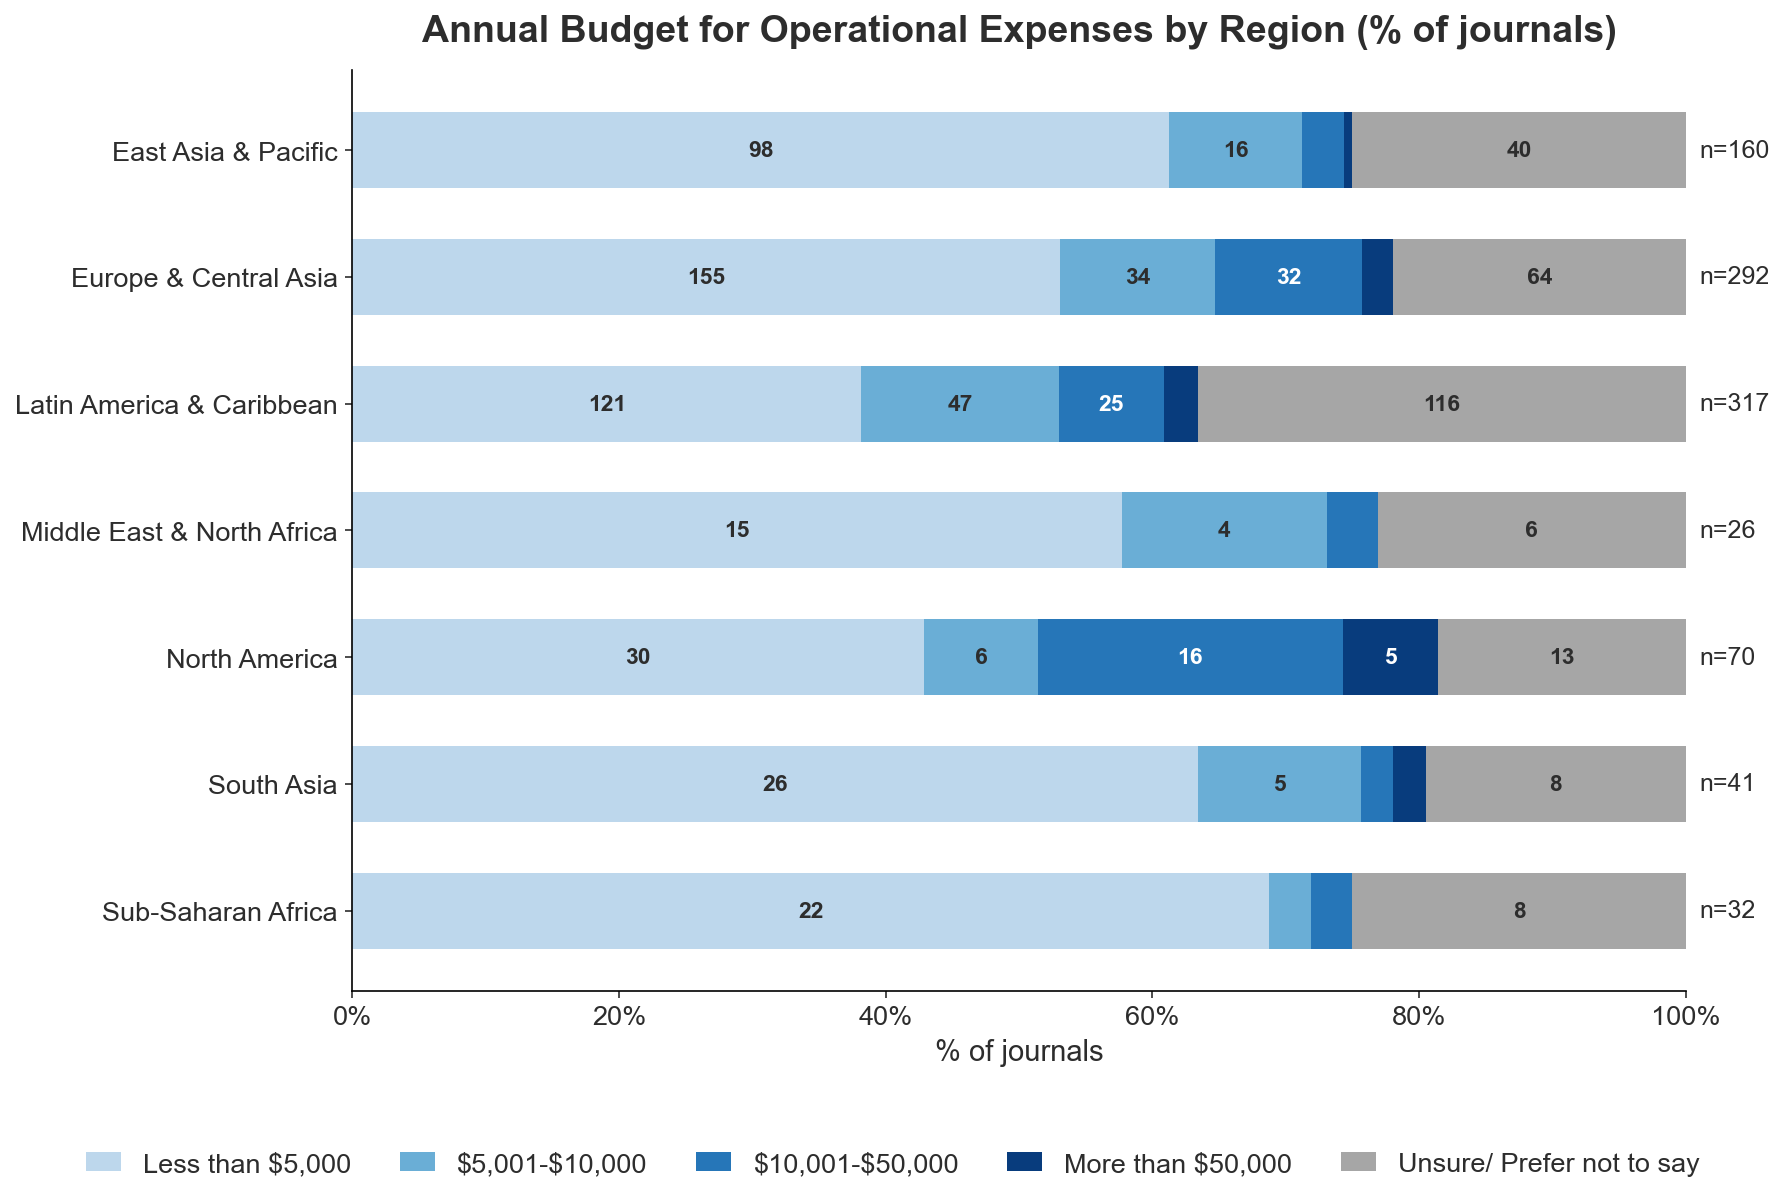 Annual Budget for Operational Expenses by Region (% of journals)
East Asia & Pacific 98 16 40 n=160
Europe & Central Asia 155 34 32 64 n=292
Latin America & Caribbean 121 47 25 116 n=317
Middle East & North Africa 15 4 6 n=26
North America 30 6 16 5 13 n=70
South Asia 26 5 8 n=41
Sub-Saharan Africa 22 8 n=32
0% 20% 40% 60% 80% 100%
% of journals
Less than $5,000 $5,001-$10,000 $10,001-$50,000 More than $50,000 Unsure/ Prefer not to say